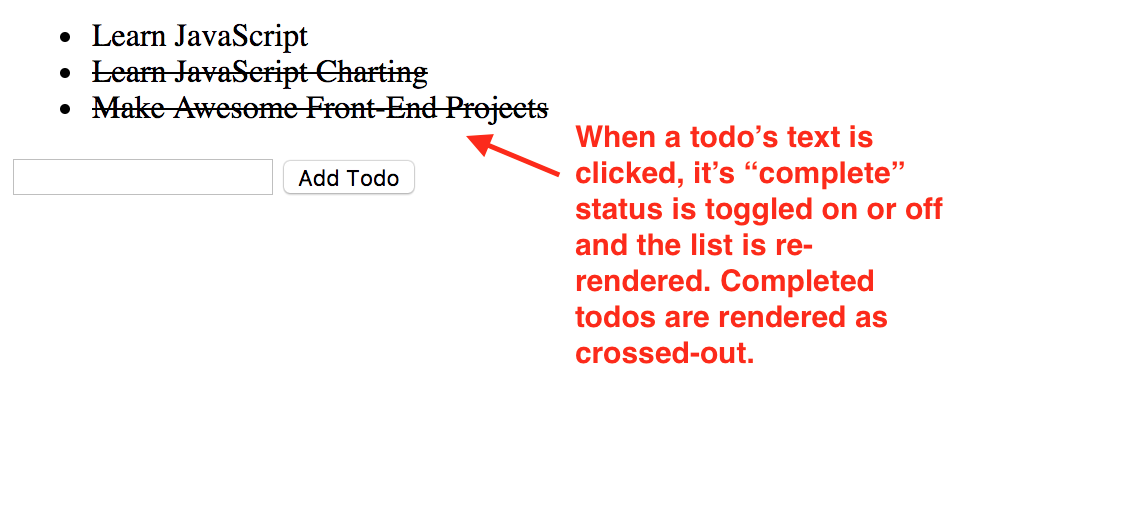 Learn JavaScript
Learn JavaScript Charting
Make Awesome Front-End Projects
Add Todo
When a todo’s text is
clicked, it’s “complete”
status is toggled on or off
and the list is re-
rendered. Completed
todos are rendered as
crossed-out.